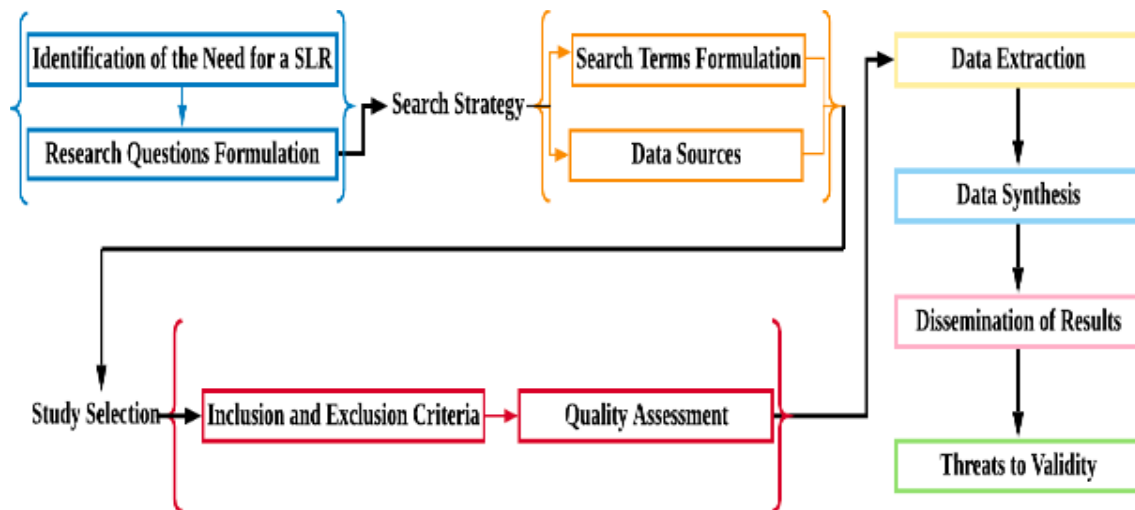 Identification of the Need for a SLR
Research Questions Formulation
Search Strategy
Search Terms Formulation
Data Sources
Study Selection
Inclusion and Exclusion Criteria
Quality Assessment
Data Extraction
Data Synthesis
Dissemination of Results
Threats to Validity